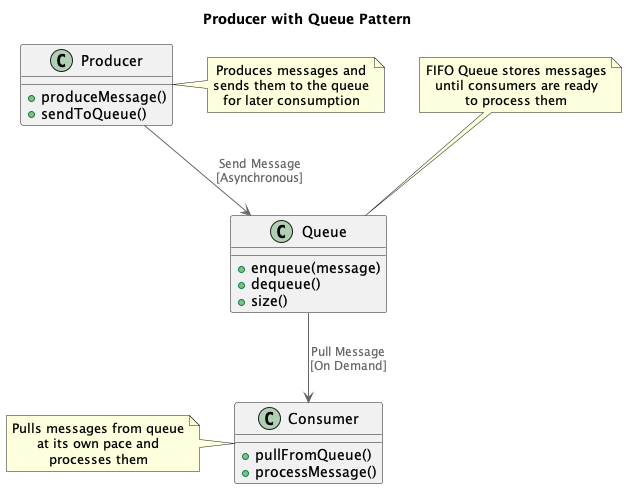 Producer with Queue Pattern
C Producer
produceMessage()
sendToQueue()
Produces messages and
sends them to the queue
for later consumption
FIFO Queue stores messages
until consumers are ready
to process them
Send Message
[Asynchronous]
C Queue
enqueue(message)
dequeue()
size()
Pull Message
[On Demand]
Pulls messages from queue
at its own pace and
processes them
C Consumer
pullFromQueue()
processMessage()